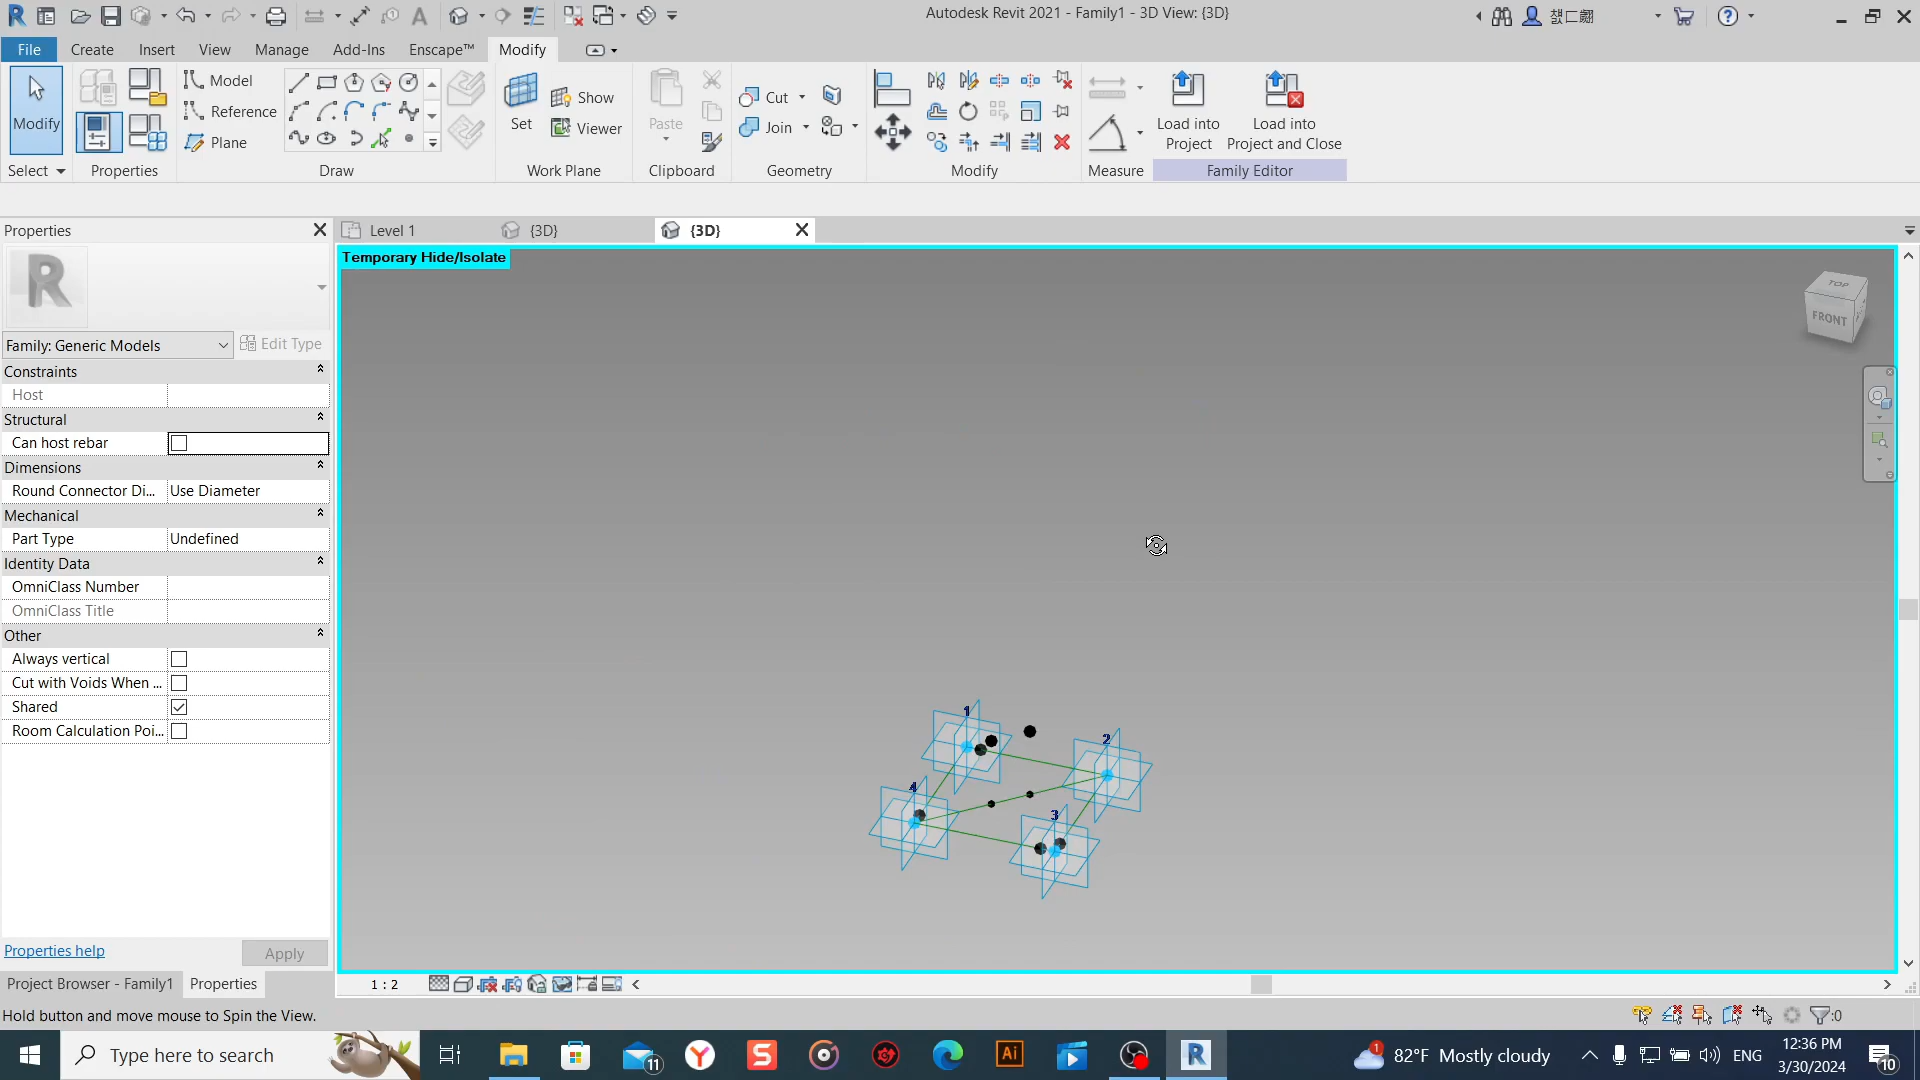 Autodesk Revit 2021 - Family1 - 3D View: {3D}
File Create Insert View Manage Add-Ins Enscape™ Modify
Modify
Select
Properties
Model
Reference
Plane
Draw
Set
Show
Viewer
Work Plane
Paste
Clipboard
Cut
Join
Geometry
Modify
Measure
Load into Project
Load into Project and Close
Family Editor
Properties
Level 1 {3D} {3D}
Temporary Hide/Isolate
TOP
FRONT
Family: Generic Models Edit Type
Constraints
Host
Structural
Can host rebar
Dimensions
Round Connector Di... Use Diameter
Mechanical
Part Type Undefined
Identity Data
OmniClass Number
OmniClass Title
Other
Always vertical
Cut with Voids When ...
Shared
Room Calculation Poi...
1
2
4
3
Properties help Apply
Project Browser - Family1 Properties
1 : 2
Hold button and move mouse to Spin the View.
:0
Type here to search
11
Ai
R
1
82°F Mostly cloudy
ENG
12:36 PM
3/30/2024
10